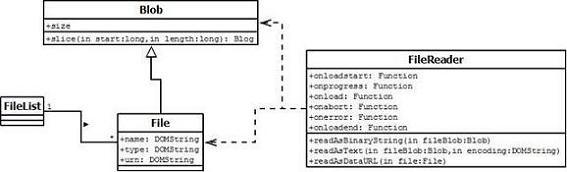 Blob
+size
+slice(in start:long,in length:long): Blog
FileReader
+onloadstart: Function
+onprogress: Function
+onload: Function
+onabort: Function
+onerror: Function
+onloadend: Function
+readAsBinaryString(in fileBlob:Blob)
+readAsText(in fileBlob:Blob,in encoding:DOMString)
+readAsDataURL(in file:File)
FileList
1
*
File
+name: DOMString
+type: DOMString
+urn: DOMString